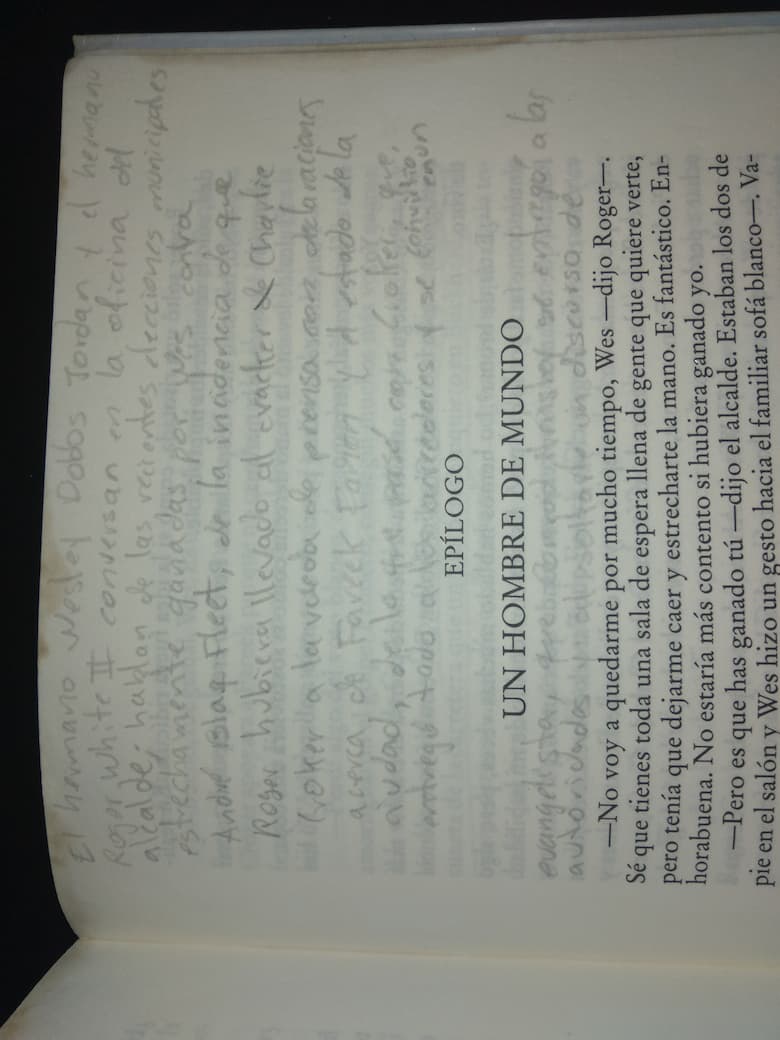 El hermano Wesley Dobbs Jordan y el hermano
Roger White II conversan en la oficina del
alcalde; hablan de las recientes elecciones municipales
estrechamente ganadas por Wes contra
André Blaq Fleet, de la incidencia de que
Roger hubiera llevado al cracker de Charlie
Croker a la rueda de prensa con declaraciones
acerca de Fareek Fanon y el estado de la
ciudad, de lo que pasó con Croker, que,
entregó todo a los acreedores y se convirtió
en un
EPÍLOGO
UN HOMBRE DE MUNDO
evangelista, que Conrad Hensley se entregó a las
autoridades y un discurso de
—No voy a quedarme por mucho tiempo, Wes —dijo Roger—.
Sé que tienes toda una sala de espera llena de gente que quiere verte,
pero tenía que dejarme caer y estrecharte la mano. Es fantástico. En-
horabuena. No estaría más contento si hubiera ganado yo.
—Pero es que has ganado tú —dijo el alcalde. Estaban los dos de
pie en el salón y Wes hizo un gesto hacia el familiar sofá blanco—. Va-